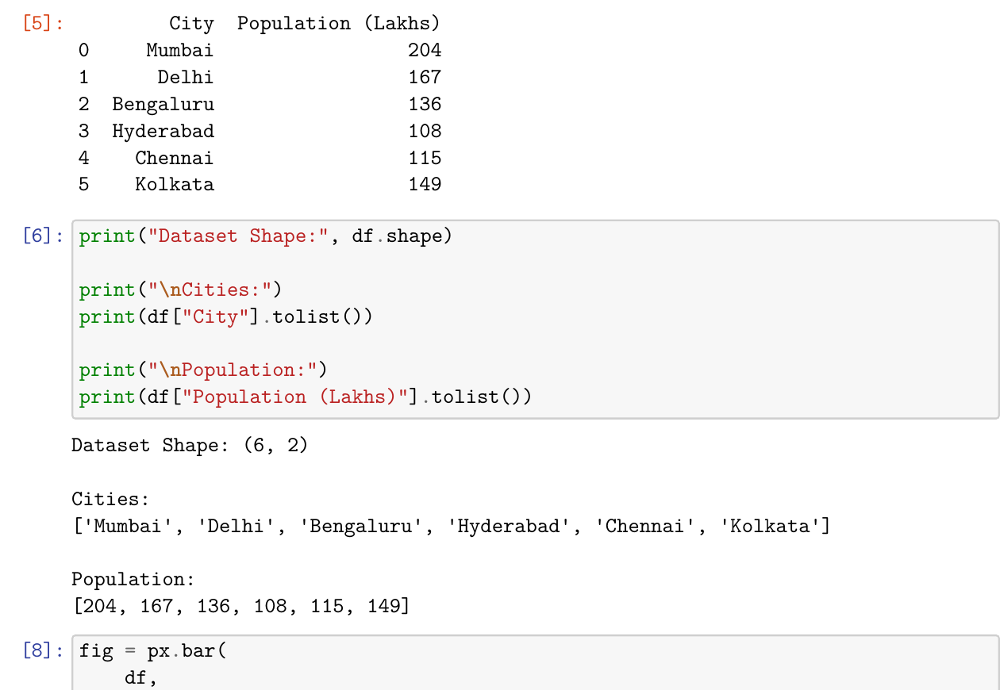 [5]: City Population (Lakhs)
0 Mumbai 204
1 Delhi 167
2 Bengaluru 136
3 Hyderabad 108
4 Chennai 115
5 Kolkata 149
[6]: print("Dataset Shape:", df.shape)
print("\nCities:")
print(df["City"].tolist())
print("\nPopulation:")
print(df["Population (Lakhs)"].tolist())
Dataset Shape: (6, 2)
Cities:
['Mumbai', 'Delhi', 'Bengaluru', 'Hyderabad', 'Chennai', 'Kolkata']
Population:
[204, 167, 136, 108, 115, 149]
[8]: fig = px.bar(
df,